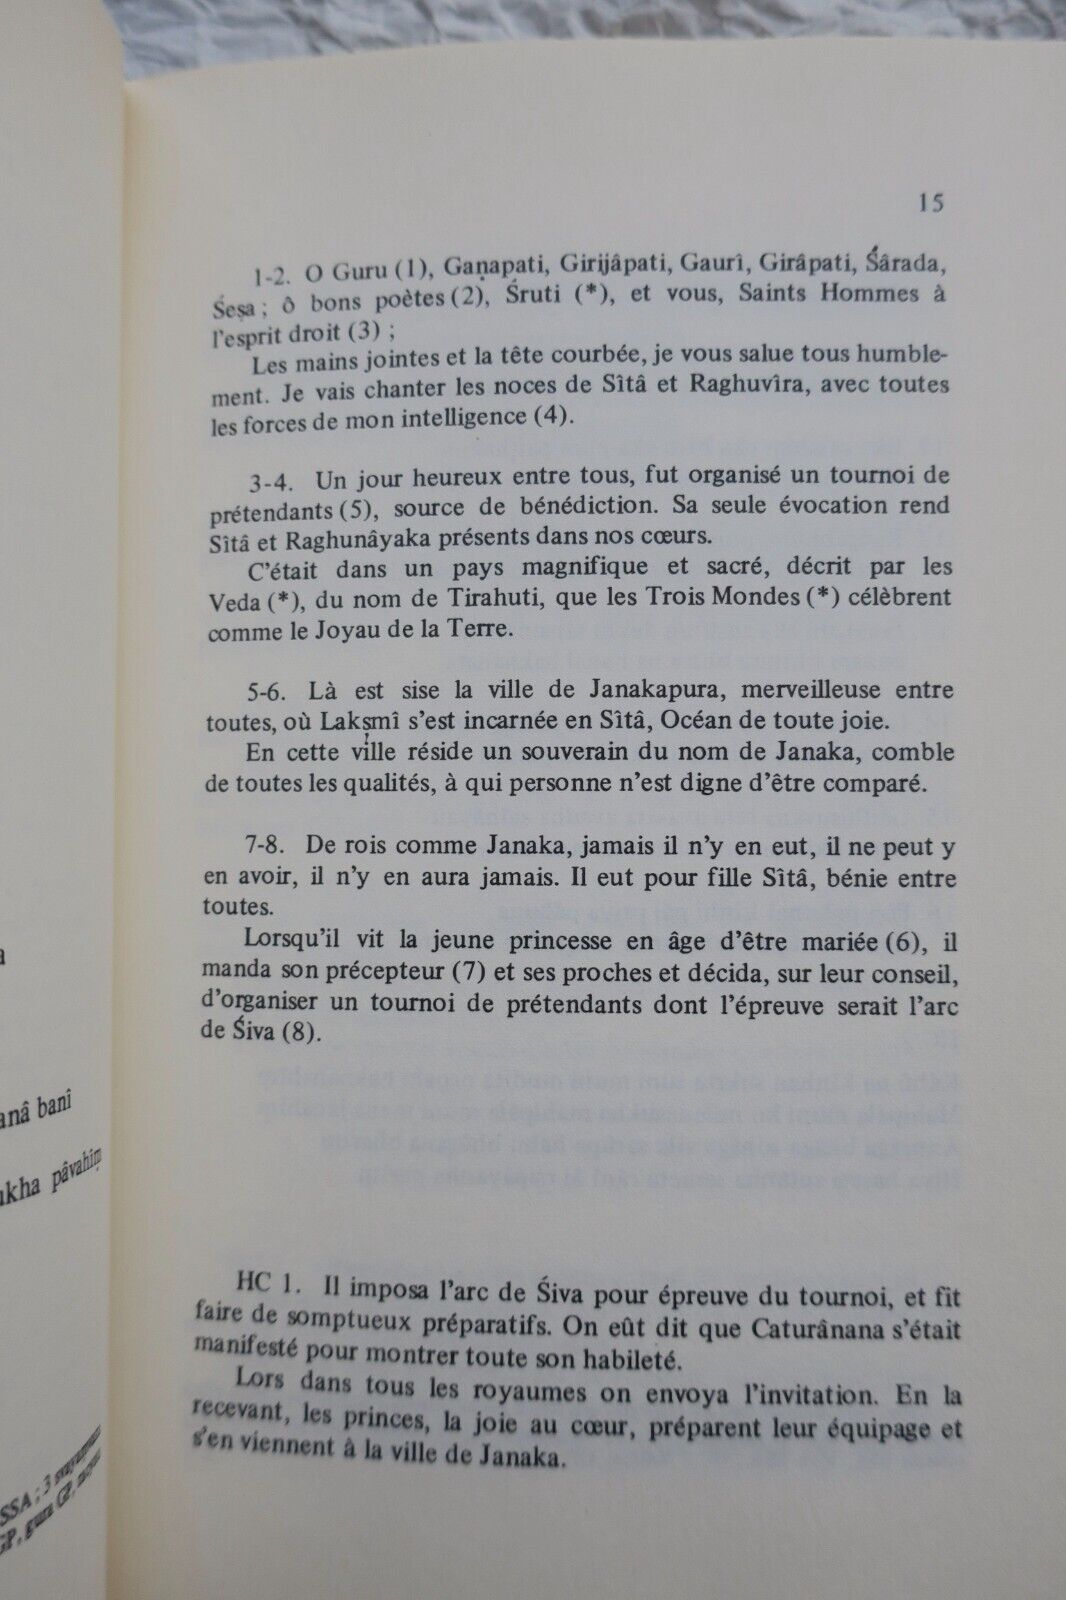 15
1-2. O Guru (1), Gaṇapati, Girijâpati, Gaurî, Girâpati, Śârada,
Śeṣa ; ô bons poètes (2), Śruti (*), et vous, Saints Hommes à
l'esprit droit (3) ;
Les mains jointes et la tête courbée, je vous salue tous humble-
ment. Je vais chanter les noces de Sîtâ et Raghuvîra, avec toutes
les forces de mon intelligence (4).
3-4. Un jour heureux entre tous, fut organisé un tournoi de
prétendants (5), source de bénédiction. Sa seule évocation rend
Sîtâ et Raghunâyaka présents dans nos cœurs.
C'était dans un pays magnifique et sacré, décrit par les
Veda (*), du nom de Tirahuti, que les Trois Mondes (*) célèbrent
comme le Joyau de la Terre.
5-6. Là est sise la ville de Janakapura, merveilleuse entre
toutes, où Lakṣmî s'est incarnée en Sîtâ, Océan de toute joie.
En cette ville réside un souverain du nom de Janaka, comble
de toutes les qualités, à qui personne n'est digne d'être comparé.
7-8. De rois comme Janaka, jamais il n'y en eut, il ne peut y
en avoir, il n'y en aura jamais. Il eut pour fille Sîtâ, bénie entre
toutes.
Lorsqu'il vit la jeune princesse en âge d'être mariée (6), il
manda son précepteur (7) et ses proches et décida, sur leur conseil,
d'organiser un tournoi de prétendants dont l'épreuve serait l'arc
de Śiva (8).
HC 1. Il imposa l'arc de Śiva pour épreuve du tournoi, et fit
faire de somptueux préparatifs. On eût dit que Caturânana s'était
manifesté pour montrer toute son habileté.
Lors dans tous les royaumes on envoya l'invitation. En la
recevant, les princes, la joie au cœur, préparent leur équipage et
s'en viennent à la ville de Janaka.
anâ banî
ukha pâvahiṃ
SSA ; 3
GP, gura GP,